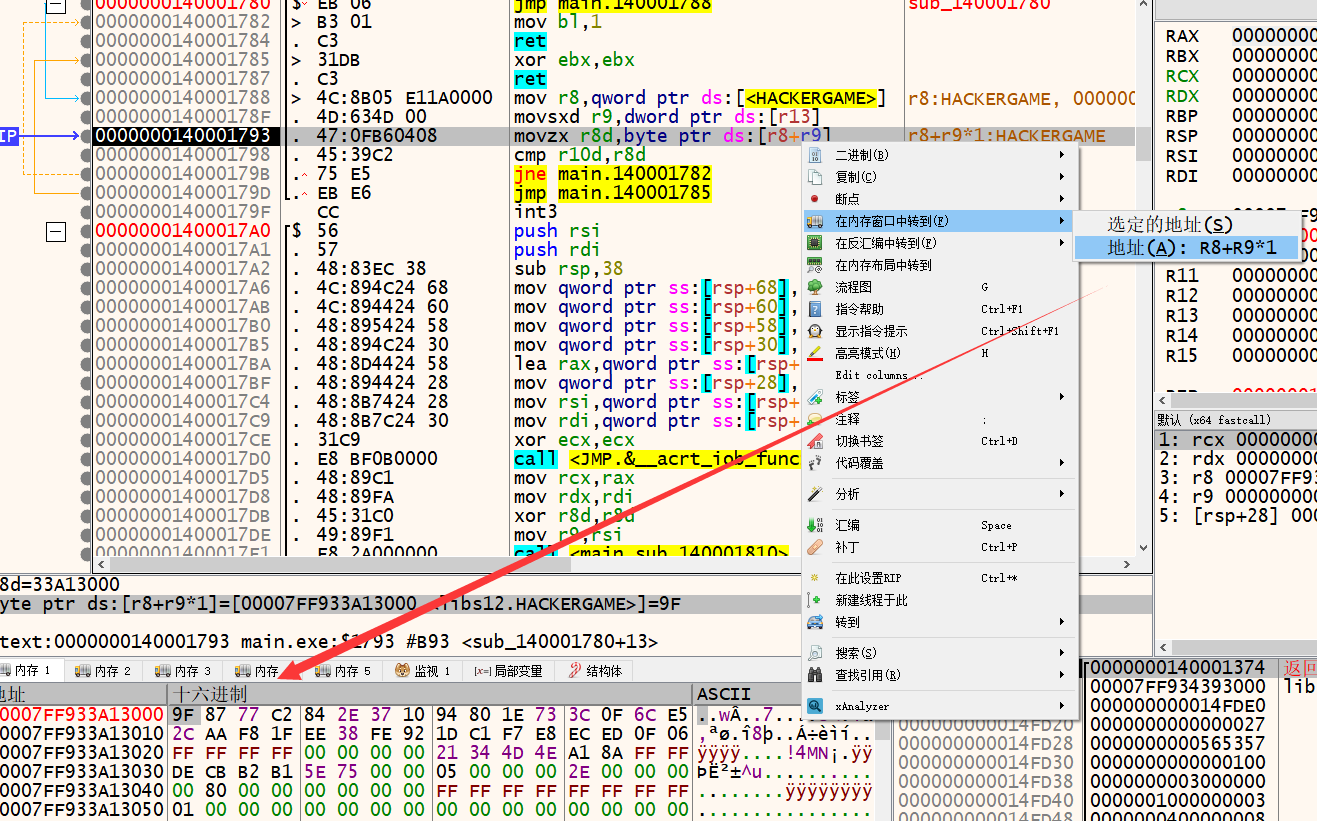 0000000140001780 $ EB 06 jmp main.140001788 sub_140001780
0000000140001782 > B3 01 mov bl,1
0000000140001784 . C3 ret
0000000140001785 > 31DB xor ebx,ebx
0000000140001787 . C3 ret
0000000140001788 > 4C:8B05 E11A0000 mov r8,qword ptr ds:[<HACKERGAME>] r8:HACKERGAME, 000000
000000014000178F . 4D:634D 00 movsxd r9,dword ptr ds:[r13]
IP 0000000140001793 . 47:0FB60408 movzx r8d,byte ptr ds:[r8+r9] r8+r9*1:HACKERGAME
0000000140001798 . 45:39C2 cmp r10d,r8d
000000014000179B . 75 E5 jne main.140001782
000000014000179D . EB E6 jmp main.140001785
000000014000179F CC int3
00000001400017A0 $ 56 push rsi
00000001400017A1 . 57 push rdi
00000001400017A2 . 48:83EC 38 sub rsp,38
00000001400017A6 . 4C:894C24 68 mov qword ptr ss:[rsp+68],
00000001400017AB . 4C:894424 60 mov qword ptr ss:[rsp+60],
00000001400017B0 . 48:895424 58 mov qword ptr ss:[rsp+58],
00000001400017B5 . 48:894C24 30 mov qword ptr ss:[rsp+30],
00000001400017BA . 48:8D4424 58 lea rax,qword ptr ss:[rsp+
00000001400017BF . 48:894424 28 mov qword ptr ss:[rsp+28],
00000001400017C4 . 48:8B7424 28 mov rsi,qword ptr ss:[rsp+
00000001400017C9 . 48:8B7C24 30 mov rdi,qword ptr ss:[rsp+
00000001400017CE . 31C9 xor ecx,ecx
00000001400017D0 . E8 BF0B0000 call <JMP.&__acrt_iob_func
00000001400017D5 . 48:89C1 mov rcx,rax
00000001400017D8 . 48:89FA mov rdx,rdi
00000001400017DB . 45:31C0 xor r8d,r8d
00000001400017DE . 49:89F1 mov r9,rsi
00000001400017E1 . E8 2A000000 call <main.sub_140001810>
二进制(B)
复制(C)
断点
在内存窗口中转到(F)
选定的地址(S)
地址(A): R8+R9*1
在反汇编中转到(F)
在内存布局中转到
流程图 G
指令帮助 Ctrl+F1
显示指令提示 Ctrl+Shift+F1
高亮模式(H) H
Edit columns...
标签
注释 ;
切换书签 Ctrl+D
代码覆盖
分析
汇编 Space
补丁 Ctrl+P
在此设置RIP Ctrl+*
新建线程于此
转到
搜索(S)
查找引用(R)
xAnalyzer
RAX 00000000
RBX 00000000
RCX 00000000
RDX 00000000
RBP 00000000
RSP 00000000
RSI 00000000
RDI 00000000
R11 00000000
R12 00000000
R13 00000000
R14 00000000
R15 00000000
默认 (x64 fastcall)
1: rcx 00000000
2: rdx 00000000
3: r8 00007FF93
4: r9 00000000
5: [rsp+28] 000
8d=33A13000
yte ptr ds:[r8+r9*1]=[00007FF933A13000 <libs12.HACKERGAME>]=9F
text:0000000140001793 main.exe:$1793 #B93 <sub_140001780+13>
内存 1 内存 2 内存 3 内存 内存 5 监视 1 [x=] 局部变量 结构体
地址 十六进制 ASCII
00007FF933A13000 9F 87 77 C2 84 2E 37 10 94 80 1E 73 3C 0F 6C E5
00007FF933A13010 2C AA F8 1F EE 38 FE 92 1D C1 F7 E8 EC ED 0F 06
00007FF933A13020 FF FF FF FF 00 00 00 00 21 34 4D 4E A1 8A FF FF ÿÿÿÿ....!4MN¡.ÿÿ
00007FF933A13030 DE CB B2 B1 5E 75 00 00 05 00 00 00 2E 00 00 00 ÞË²±^u..........
00007FF933A13040 00 80 00 00 00 00 00 00 FF FF FF FF FF FF FF FF ........ÿÿÿÿÿÿÿÿ
00007FF933A13050 01 00 00 00 00 00 00 00 00 00 00 00 00 00 00 00 ................
0000000140001374 返回
00007FF934393000 lib
000000000014FDE0
000000000014FD20 0000000000000027
000000000014FD28 0000000000565357
000000000014FD30 0000000000000100
000000000014FD38 0000000003000000
000000000014FD40 0000001000000003
000000000014FD48 0000000400000008